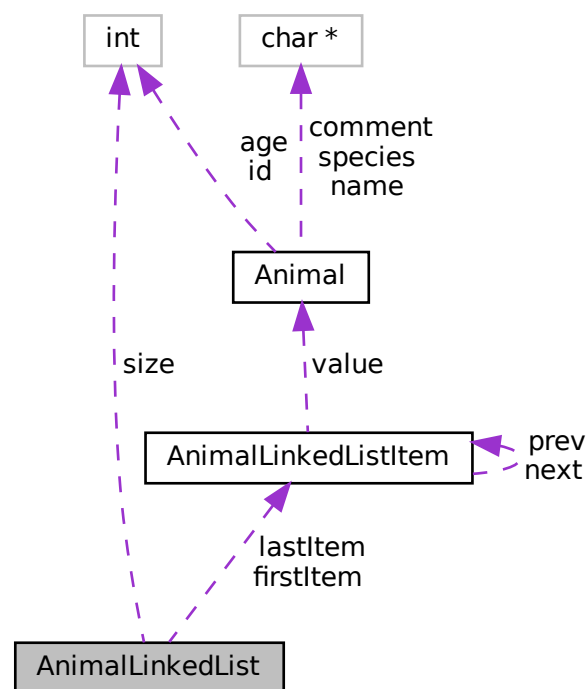 int
char *
age
id
comment
species
name
Animal
size
value
AnimalLinkedListItem
prev
next
lastItem
firstItem
AnimalLinkedList